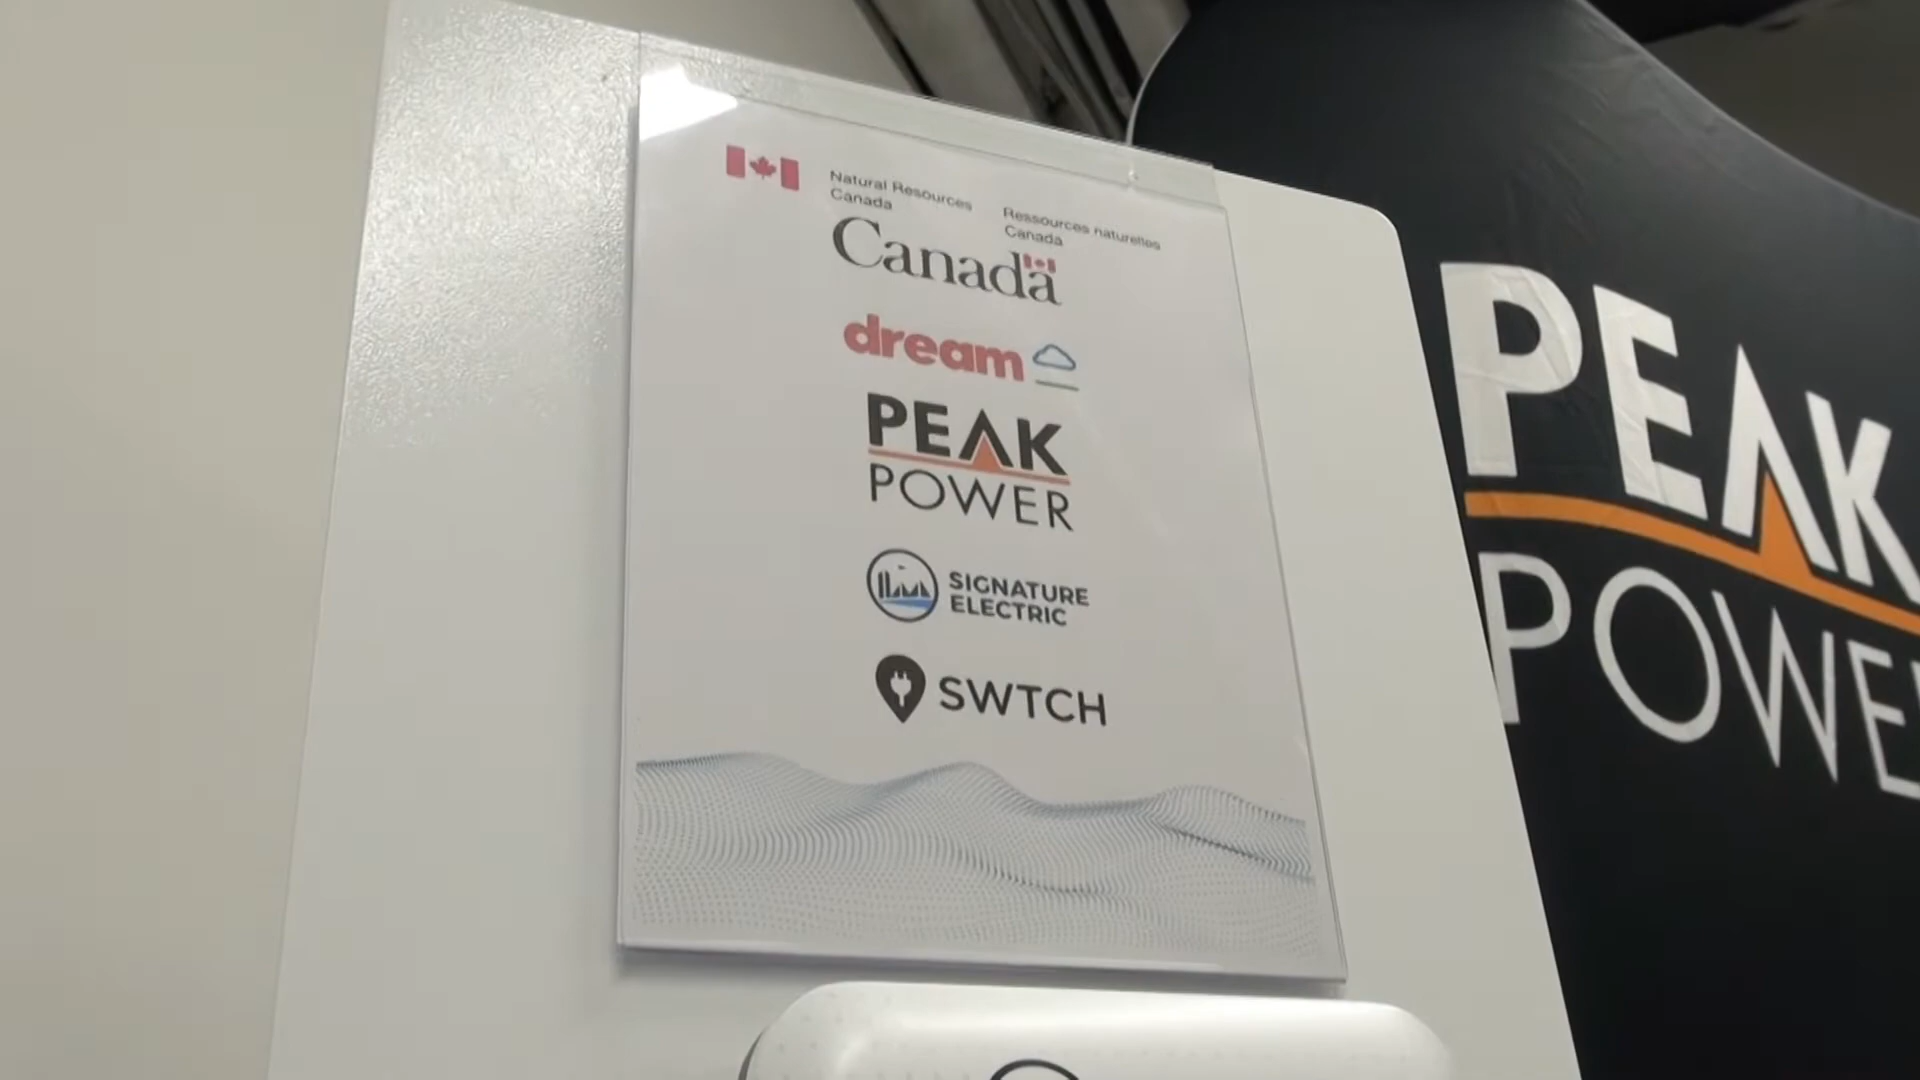 Natural Resources
Canada
Ressources naturelles
Canada
Canada
dream
PEAK
POWER
SIGNATURE
ELECTRIC
SWTCH
PEAK
POWE